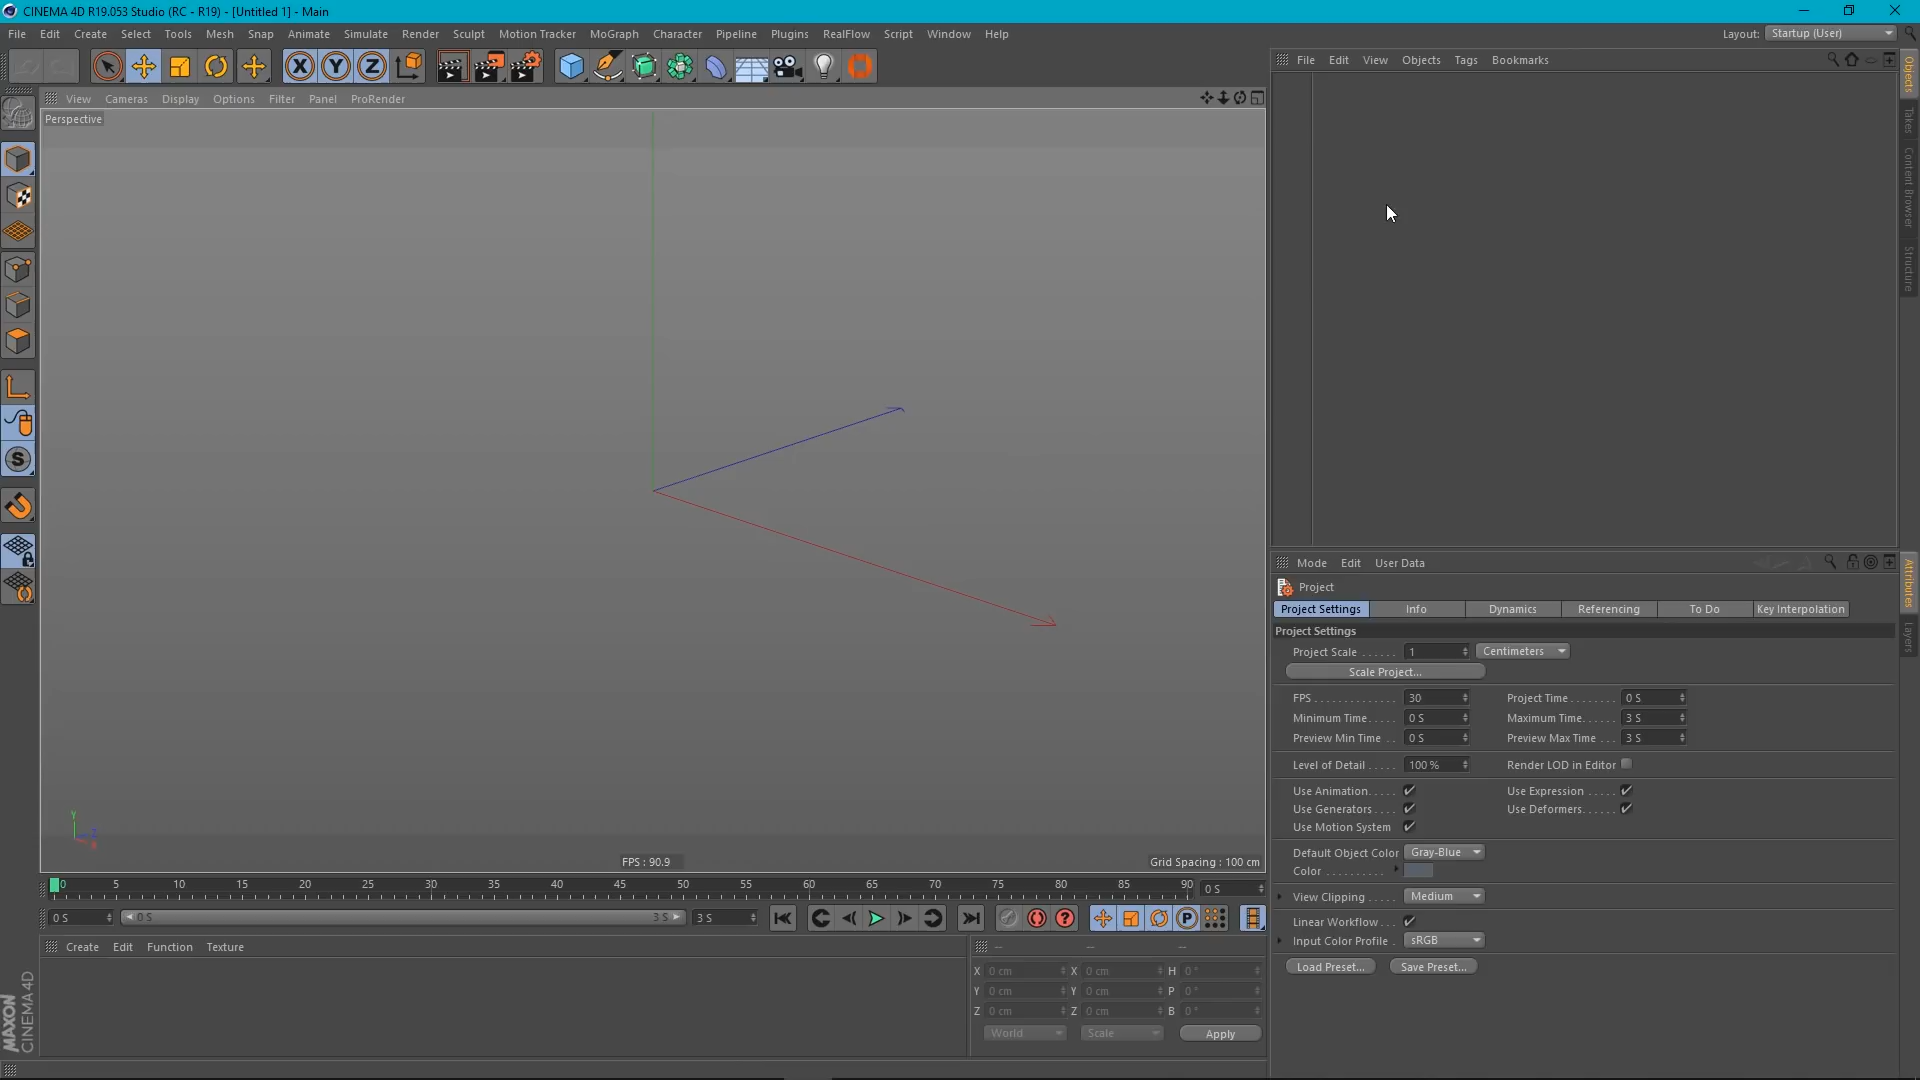 CINEMA 4D R19.053 Studio (RC - R19) - [Untitled 1] - Main
File Edit Create Select Tools Mesh Snap Animate Simulate Render Sculpt Motion Tracker MoGraph Character Pipeline Plugins RealFlow Script Window Help
Layout: Startup (User)
X Y Z
File Edit View Objects Tags Bookmarks
View Cameras Display Options Filter Panel ProRender
Perspective
Objects
Takes
Content Browser
Structure
S
Y
Z
X
FPS : 90.9
Grid Spacing : 100 cm
Mode Edit User Data
Attributes
Layers
Project
Project Settings Info Dynamics Referencing To Do Key Interpolation
Project Settings
Project Scale . . . . . . 1 Centimeters
Scale Project...
FPS . . . . . . . . . . . . . . 30 Project Time . . . . . . . . 0 S
Minimum Time . . . . . 0 S Maximum Time . . . . . . 3 S
Preview Min Time . . 0 S Preview Max Time . . . 3 S
Level of Detail . . . . . 100 % Render LOD in Editor
Use Animation . . . . . Use Expression . . . . .
Use Generators . . . . Use Deformers . . . . . .
Use Motion System
Default Object Color Gray-Blue
Color . . . . . . . . . .
View Clipping . . . . . Medium
Linear Workflow . . .
Input Color Profile . sRGB
Load Preset... Save Preset...
0 5 10 15 20 25 30 35 40 45 50 55 60 65 70 75 80 85 90 0 S
0 S 0 S 3 S 3 S ? P
Create Edit Function Texture
-- -- --
X 0 cm X 0 cm H 0 °
Y 0 cm Y 0 cm P 0 °
Z 0 cm Z 0 cm B 0 °
World Scale Apply
MAXON
CINEMA 4D